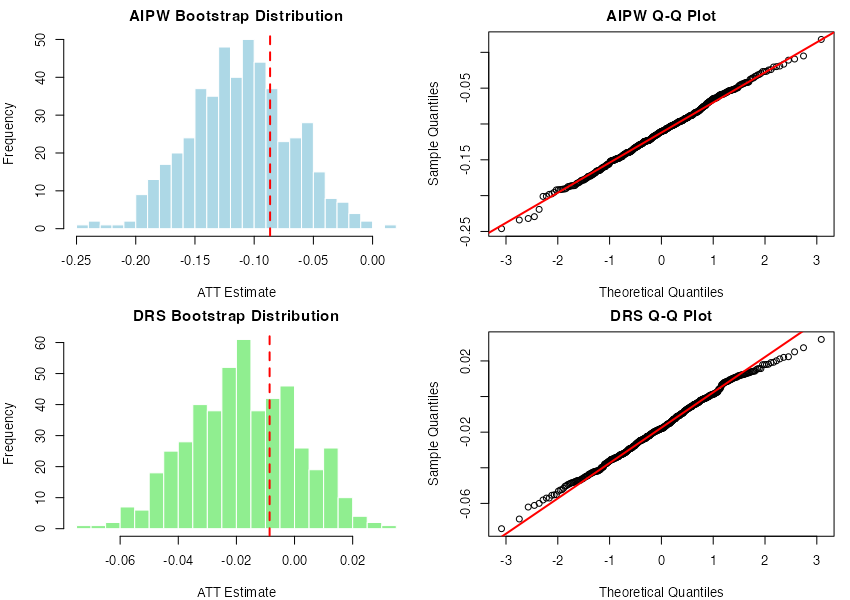 AIPW Bootstrap Distribution
Frequency
50
40
30
20
10
0
-0.25 -0.20 -0.15 -0.10 -0.05 0.00
ATT Estimate
AIPW Q-Q Plot
Sample Quantiles
-0.05
-0.15
-0.25
-3 -2 -1 0 1 2 3
Theoretical Quantiles
DRS Bootstrap Distribution
Frequency
60
50
40
30
20
10
0
-0.06 -0.04 -0.02 0.00 0.02
ATT Estimate
DRS Q-Q Plot
Sample Quantiles
0.02
-0.02
-0.06
-3 -2 -1 0 1 2 3
Theoretical Quantiles